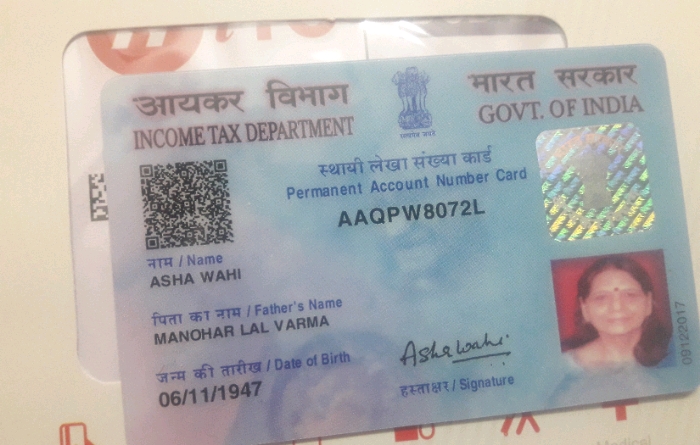 आयकर विभाग
INCOME TAX DEPARTMENT
भारत सरकार
GOVT. OF INDIA
सत्यमेव जयते
स्थायी लेखा संख्या कार्ड
Permanent Account Number Card
AAQPW8072L
नाम / Name
ASHA WAHI
पिता का नाम / Father's Name
MANOHAR LAL VARMA
जन्म की तारीख / Date of Birth
06/11/1947
Asha Wahi
हस्ताक्षर / Signature
09122017
Medical